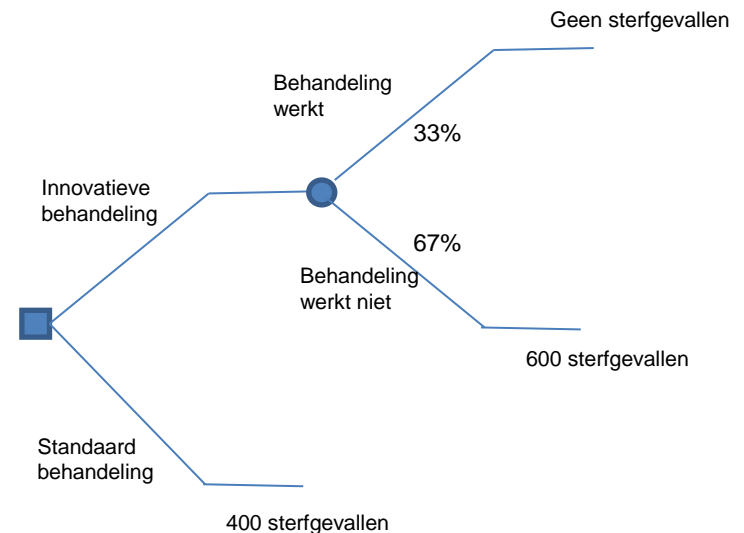 Geen sterfgevallen
Behandeling
werkt
33%
Innovatieve
behandeling
67%
Behandeling
werkt niet
600 sterfgevallen
Standaard
behandeling
400 sterfgevallen